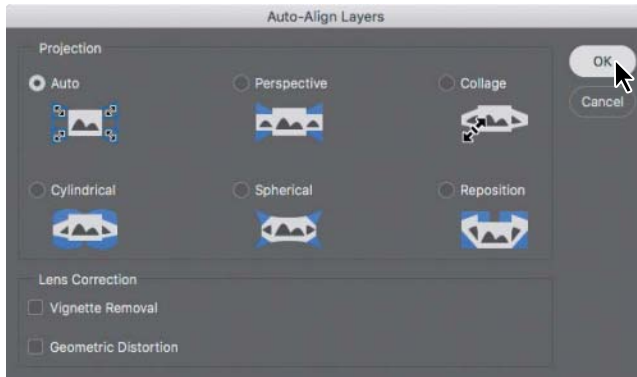 Auto-Align Layers
Projection
Auto
Perspective
Collage
OK
Cancel
Cylindrical
Spherical
Reposition
Lens Correction
Vignette Removal
Geometric Distortion